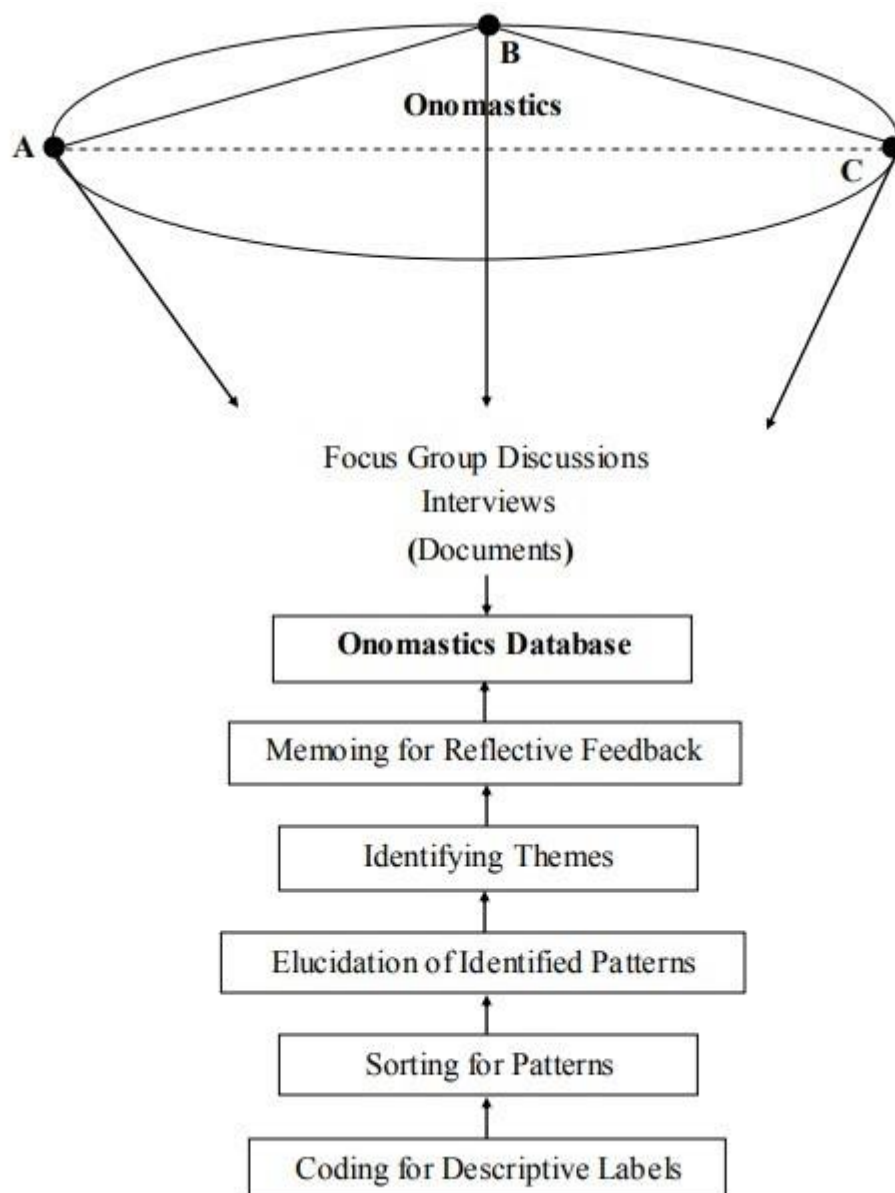 B
Onomastics
A
C
Focus Group Discussions
Interviews
(Documents)
Onomastics Database
Memoing for Reflective Feedback
Identifying Themes
Elucidation of Identified Patterns
Sorting for Patterns
Coding for Descriptive Labels